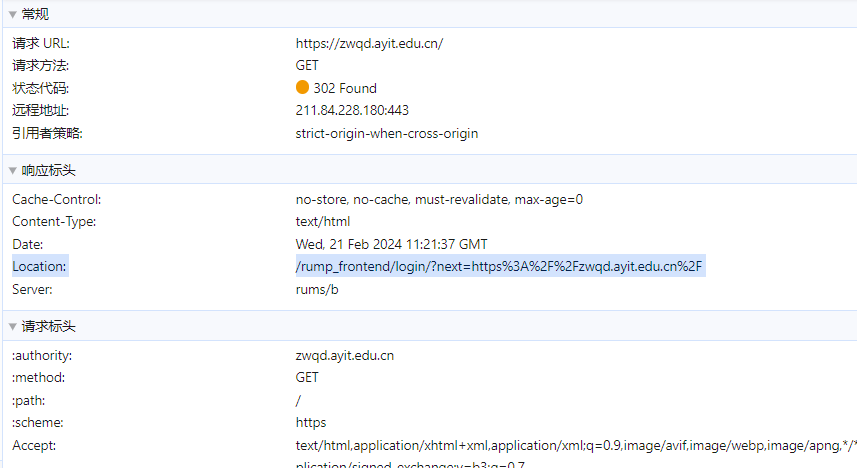 常规
请求 URL: https://zwqd.ayit.edu.cn/
请求方法: GET
状态代码: 302 Found
远程地址: 211.84.228.180:443
引用者策略: strict-origin-when-cross-origin
响应标头
Cache-Control: no-store, no-cache, must-revalidate, max-age=0
Content-Type: text/html
Date: Wed, 21 Feb 2024 11:21:37 GMT
Location: /rump_frontend/login/?next=https%3A%2F%2Fzwqd.ayit.edu.cn%2F
Server: rums/b
请求标头
:authority: zwqd.ayit.edu.cn
:method: GET
:path: /
:scheme: https
Accept: text/html,application/xhtml+xml,application/xml;q=0.9,image/avif,image/webp,image/apng,*/*
plication/signed-exchange;v=b3;q=0.7